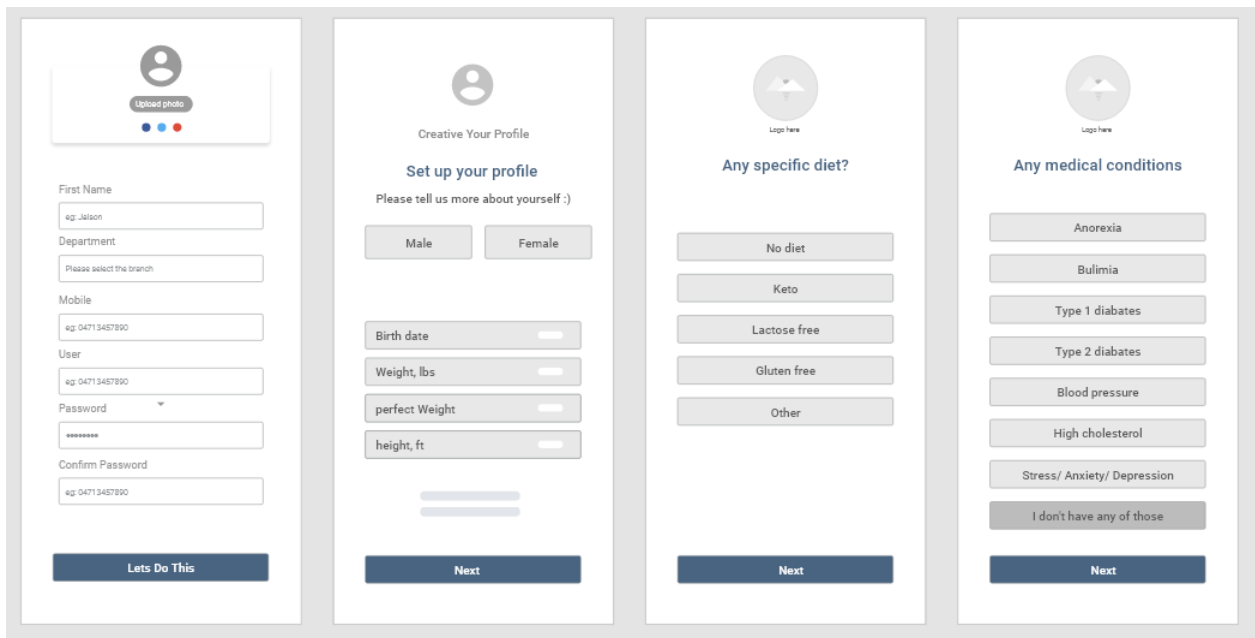 Upload photo
First Name
eg: Jaison
Department
Please select the branch
Mobile
eg: 04713457890
User
eg: 04713457890
Password
••••••••
Confirm Password
eg: 04713457890
Lets Do This
Creative Your Profile
Set up your profile
Please tell us more about yourself :)
Male
Female
Birth date
Weight, lbs
perfect Weight
height, ft
Next
Logo here
Any specific diet?
No diet
Keto
Lactose free
Gluten free
Other
Next
Logo here
Any medical conditions
Anorexia
Bulimia
Type 1 diabates
Type 2 diabates
Blood pressure
High cholesterol
Stress/ Anxiety/ Depression
I don't have any of those
Next